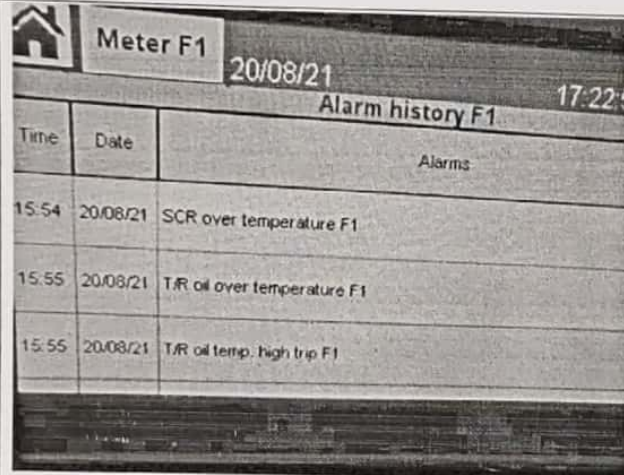 Meter F1
20/08/21
17:22:
Alarm history F1
Time Date Alarms
15:54 20/08/21 SCR over temperature F1
15:55 20/08/21 T/R oil over temperature F1
15:55 20/08/21 T/R oil temp. high trip F1